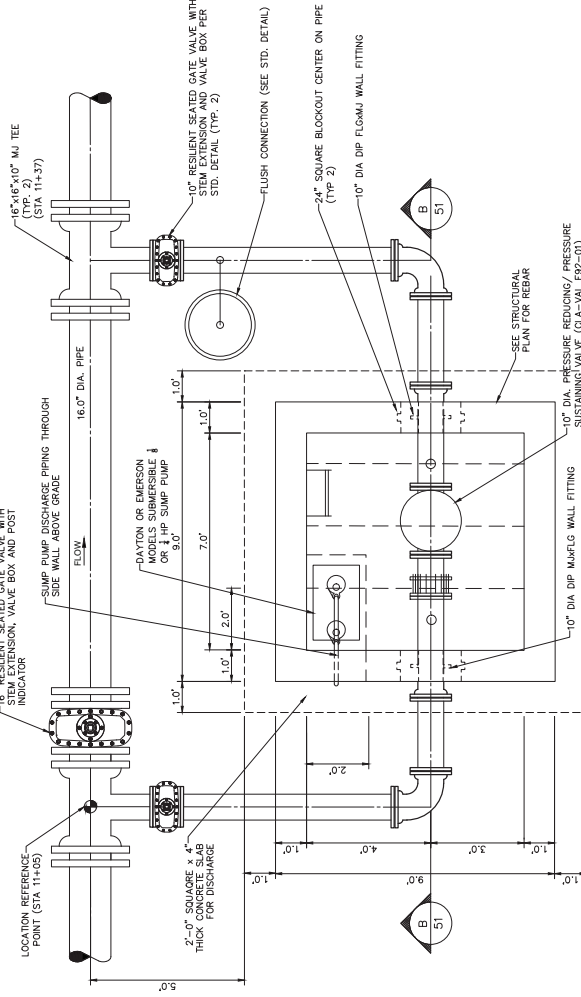 16" RESILIENT SEATED GATE VALVE WITH
STEM EXTENSION, VALVE BOX AND POST
INDICATOR
LOCATION REFERENCE
POINT (STA 11+05)
SUMP PUMP DISCHARGE PIPING THROUGH
SIDE WALL ABOVE GRADE
FLOW
16.0" DIA. PIPE
16"x16"x10" MJ TEE
(TYP. 2)
(STA 11+37)
10" RESILIENT SEATED GATE VALVE WITH
STEM EXTENSION AND VALVE BOX PER
STD. DETAIL (TYP. 2)
FLUSH CONNECTION (SEE STD. DETAIL)
24" SQUARE BLOCKOUT CENTER ON PIPE
(TYP 2)
10" DIA DIP FLGxMJ WALL FITTING
DAYTON OR EMERSON
MODELS SUBMERSIBLE
HP SUMP PUMP
2'-0" SQUAQRE x 4"
THICK CONCRETE SLAB
FOR DISCHARGE
5.0'
1.0'
9.0'
1.0'
1.0'
7.0'
1.0'
2.0'
2.0'
1.0'
4.0'
3.0'
1.0'
1.0'
9.0'
1.0'
B
51
B
51
SEE STRUCTURAL
PLAN FOR REBAR
10" DIA. PRESSURE REDUCING/ PRESSURE
SUSTAINING VALVE (CLA-VAL F92-01)
10" DIA DIP MJxFLG WALL FITTING